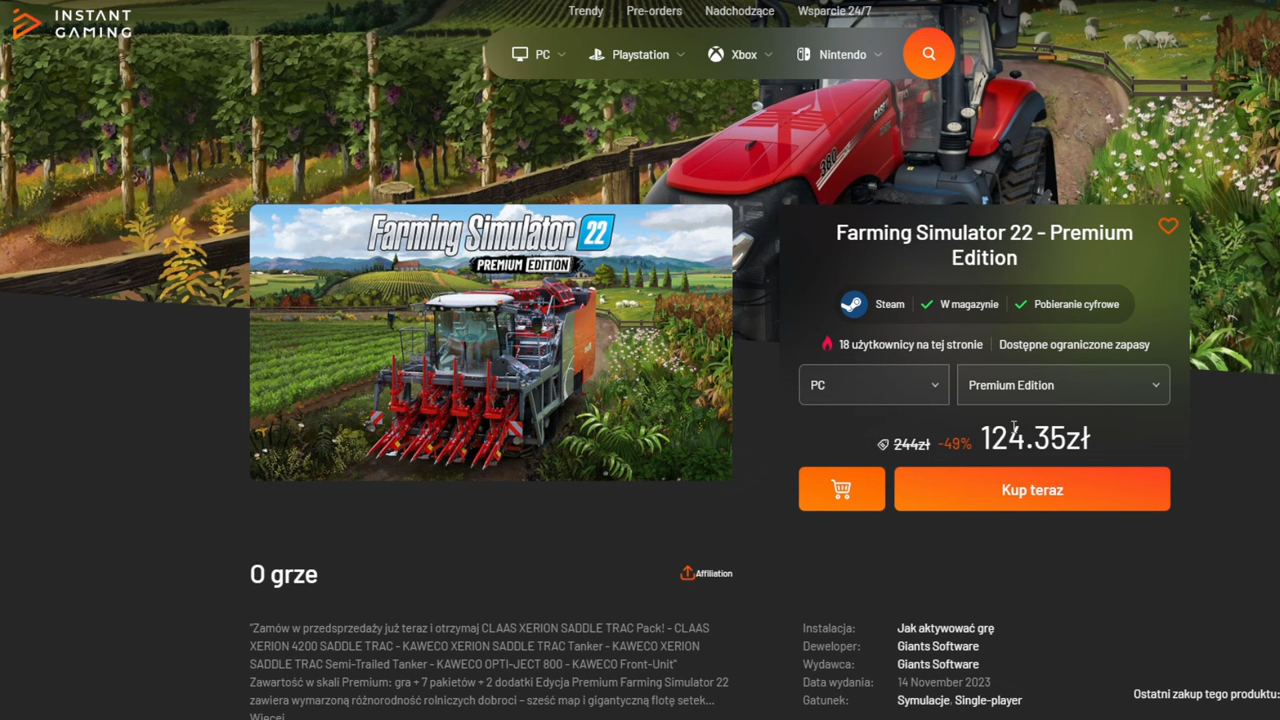 INSTANT
GAMING
Trendy Pre-orders Nadchodzące Wsparcie 24/7
PC Playstation Xbox Nintendo
CASE IH
380
Farming Simulator 22
PREMIUM EDITION
Farming Simulator 22 - Premium
Edition
Steam W magazynie Pobieranie cyfrowe
18 użytkownicy na tej stronie Dostępne ograniczone zapasy
PC Premium Edition
244zł -49% 124.35zł
Kup teraz
O grze
Affiliation
"Zamów w przedsprzedaży już teraz i otrzymaj CLAAS XERION SADDLE TRAC Pack! - CLAAS
XERION 4200 SADDLE TRAC - KAWECO XERION SADDLE TRAC Tanker - KAWECO XERION
SADDLE TRAC Semi-Trailed Tanker - KAWECO OPTI-JECT 800 - KAWECO Front-Unit"
Zawartość w skali Premium: gra + 7 pakietów + 2 dodatki Edycja Premium Farming Simulator 22
zawiera wymarzoną różnorodność rolniczych dobroci – sześć map i gigantyczną flotę setek...
Więcej
Instalacja: Jak aktywować grę
Deweloper: Giants Software
Wydawca: Giants Software
Data wydania: 14 November 2023
Gatunek: Symulacje, Single-player
Ostatni zakup tego produktu: